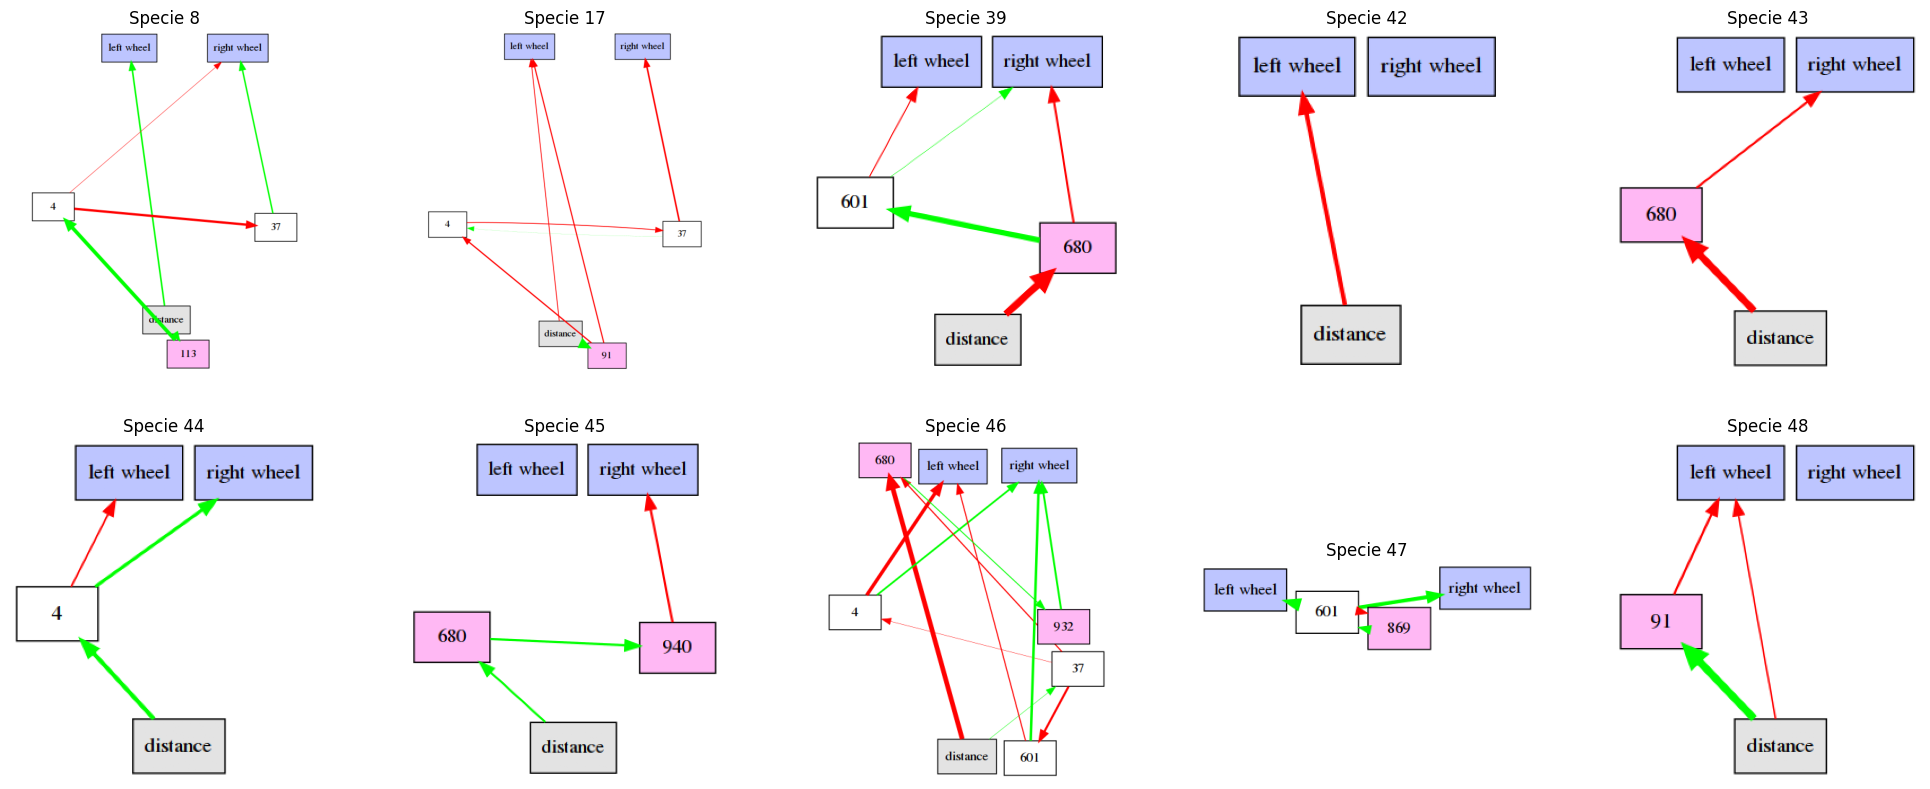 Specie 8
left wheel
right wheel
4
37
distance
113
Specie 17
left wheel
right wheel
4
37
distance
91
Specie 39
left wheel
right wheel
601
680
distance
Specie 42
left wheel
right wheel
distance
Specie 43
left wheel
right wheel
680
distance
Specie 44
left wheel
right wheel
4
distance
Specie 45
left wheel
right wheel
680
940
distance
Specie 46
680
left wheel
right wheel
4
932
37
distance
601
Specie 47
left wheel
601
869
right wheel
Specie 48
left wheel
right wheel
91
distance